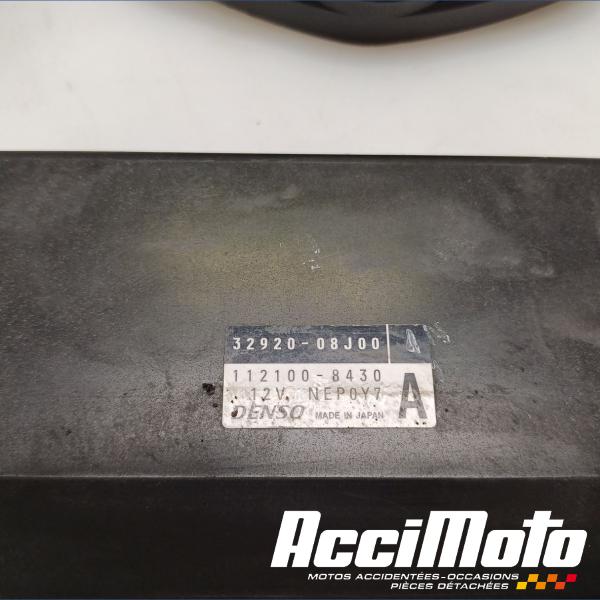 32920-08J00
112100-8430
12V NEP0Y7 A
DENSO MADE IN JAPAN
AcciMoto
MOTOS ACCIDENTÉES-OCCASIONS
PIÈCES DÉTACHÉES